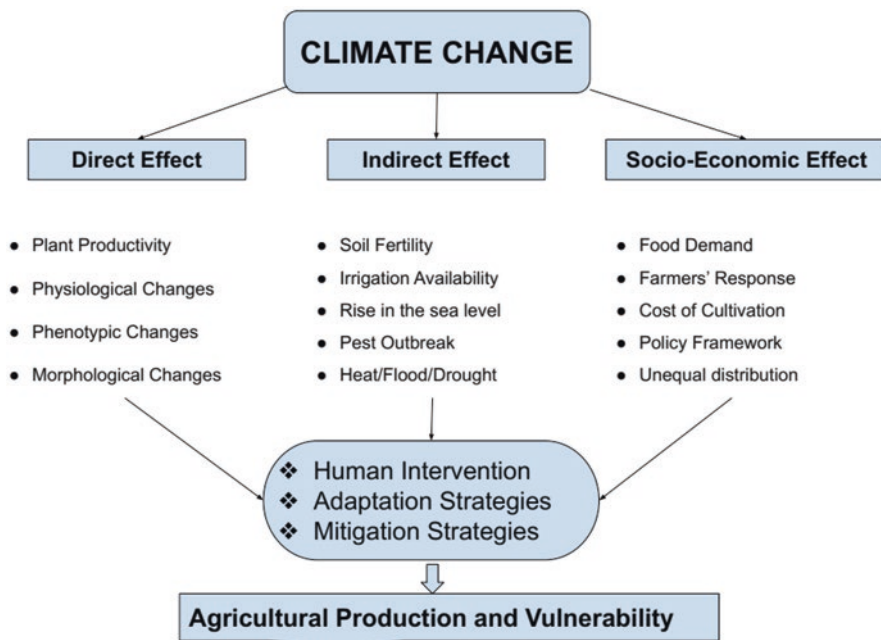 CLIMATE CHANGE
Direct Effect
Indirect Effect
Socio-Economic Effect
● Plant Productivity
● Physiological Changes
● Phenotypic Changes
● Morphological Changes
● Soil Fertility
● Irrigation Availability
● Rise in the sea level
● Pest Outbreak
● Heat/Flood/Drought
● Food Demand
● Farmers' Response
● Cost of Cultivation
● Policy Framework
● Unequal distribution
❖ Human Intervention
❖ Adaptation Strategies
❖ Mitigation Strategies
Agricultural Production and Vulnerability